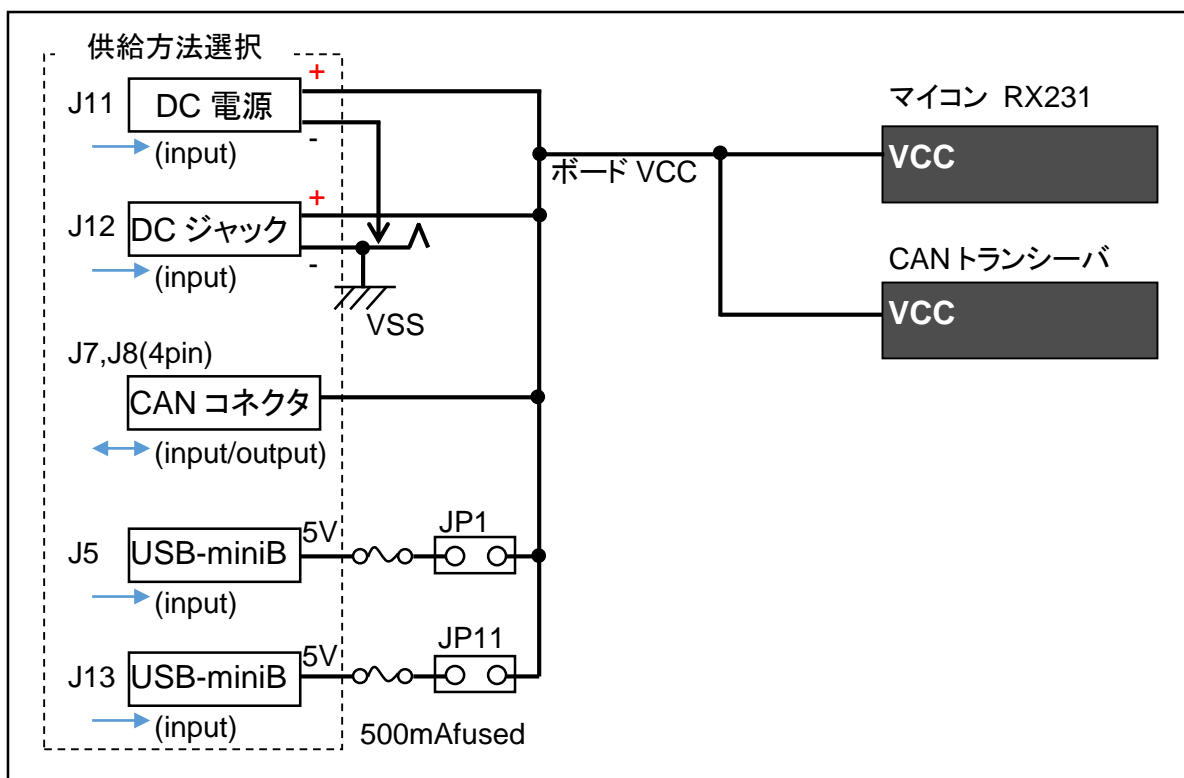 供給方法選択
J11
DC 電源
+
-
(input)
J12
DC ジャック
+
-
(input)
VSS
J7,J8(4pin)
CAN コネクタ
(input/output)
J5
USB-miniB
5V
JP1
(input)
J13
USB-miniB
5V
JP11
(input)
500mAfused
ボード VCC
マイコン RX231
VCC
CAN トランシーバ
VCC